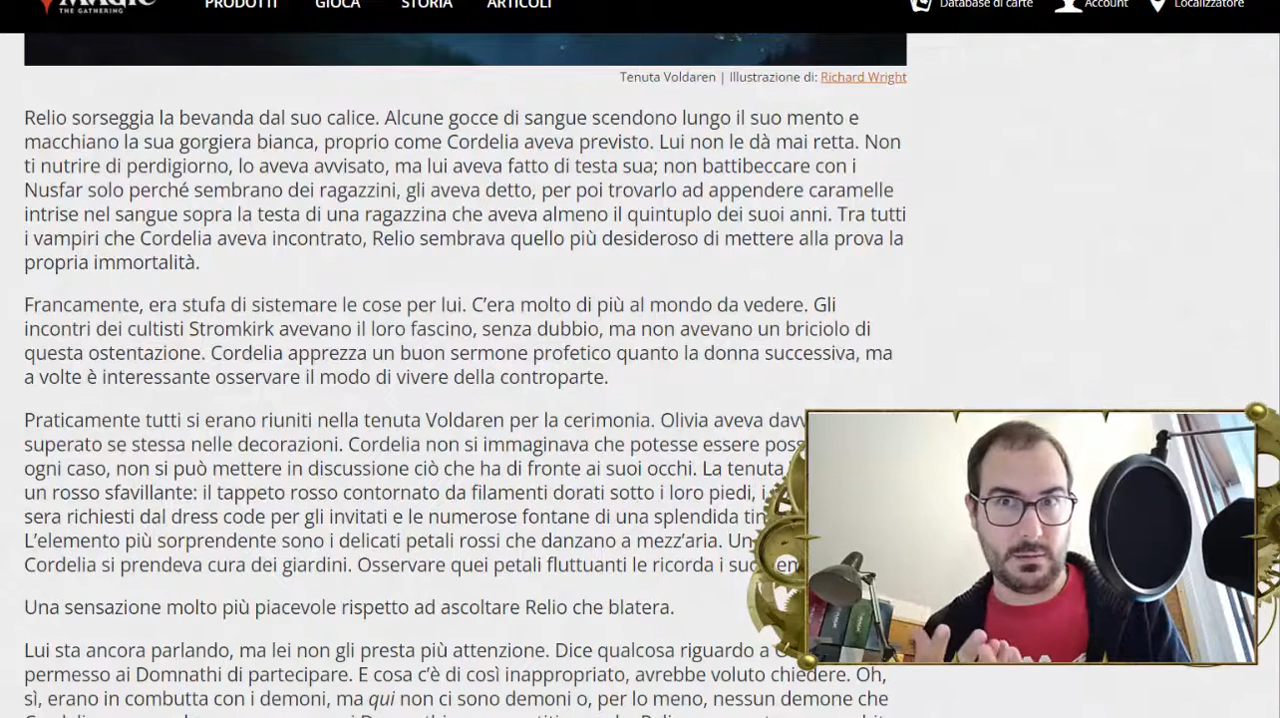 MAGIC
THE GATHERING
PRODOTTI GIOCA STORIA ARTICOLI Database di carte Account Localizzatore
Tenuta Voldaren | Illustrazione di: Richard Wright
Relio sorseggia la bevanda dal suo calice. Alcune gocce di sangue scendono lungo il suo mento e
macchiano la sua gorgiera bianca, proprio come Cordelia aveva previsto. Lui non le dà mai retta. Non
ti nutrire di perdigiorno, lo aveva avvisato, ma lui aveva fatto di testa sua; non battibeccare con i
Nusfar solo perché sembrano dei ragazzini, gli aveva detto, per poi trovarlo ad appendere caramelle
intrise nel sangue sopra la testa di una ragazzina che aveva almeno il quintuplo dei suoi anni. Tra tutti
i vampiri che Cordelia aveva incontrato, Relio sembrava quello più desideroso di mettere alla prova la
propria immortalità.
Francamente, era stufa di sistemare le cose per lui. C’era molto di più al mondo da vedere. Gli
incontri dei cultisti Stromkirk avevano il loro fascino, senza dubbio, ma non avevano un briciolo di
questa ostentazione. Cordelia apprezza un buon sermone profetico quanto la donna successiva, ma
a volte è interessante osservare il modo di vivere della controparte.
Praticamente tutti si erano riuniti nella tenuta Voldaren per la cerimonia. Olivia aveva
superato se stessa nelle decorazioni. Cordelia non si immaginava che potesse essere
ogni caso, non si può mettere in discussione ciò che ha di fronte ai suoi occhi. La tenuta
un rosso sfavillante: il tappeto rosso contornato da filamenti dorati sotto i loro piedi, i
sera richiesti dal dress code per gli invitati e le numerose fontane di una splendida
L’elemento più sorprendente sono i delicati petali rossi che danzano a mezz’aria. Un
Cordelia si prendeva cura dei giardini. Osservare quei petali fluttuanti le ricorda i
Una sensazione molto più piacevole rispetto ad ascoltare Relio che blatera.
Lui sta ancora parlando, ma lei non gli presta più attenzione. Dice qualcosa riguardo a
permesso ai Domnathi di partecipare. E cosa c’è di così inappropriato, avrebbe voluto chiedere. Oh,
sì, erano in combutta con i demoni, ma qui non ci sono demoni o, per lo meno, nessun demone che